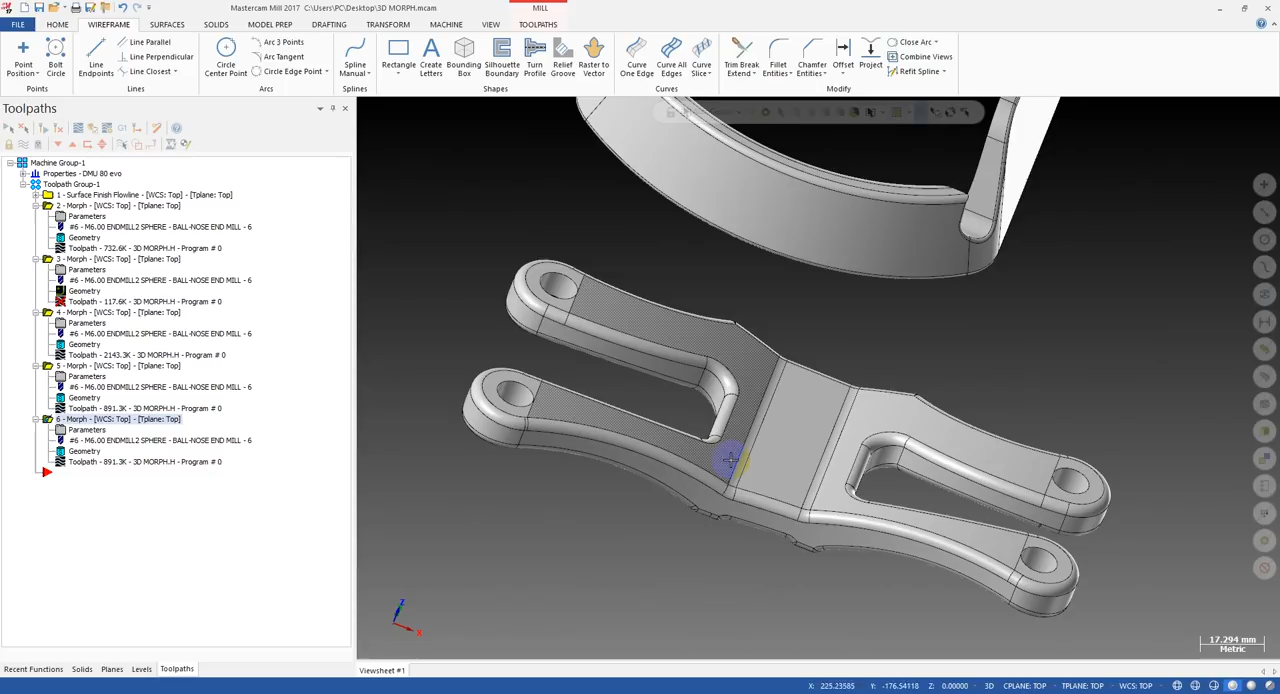 Mastercam Mill 2017 C:\Users\PC\Desktop\3D MORPH.mcam
MILL
FILE HOME WIREFRAME SURFACES SOLIDS MODEL PREP DRAFTING TRANSFORM MACHINE VIEW TOOLPATHS
Point Position
Bolt Circle
Points
Line Endpoints
Line Parallel
Line Perpendicular
Line Closest
Lines
Circle Center Point
Arc 3 Points
Arc Tangent
Circle Edge Point
Arcs
Spline Manual
Splines
Rectangle
Create Letters
Bounding Box
Silhouette Boundary
Turn Profile
Relief Groove
Raster to Vector
Shapes
Curve One Edge
Curve All Edges
Curve Slice
Curves
Trim Break Extend
Fillet Entities
Chamfer Entities
Offset
Project
Close Arc
Combine Views
Refit Spline
Modify
Toolpaths
G1
Machine Group-1
Properties - DMU 80 evo
Toolpath Group-1
1 - Surface Finish Flowline - [WCS: Top] - [Tplane: Top]
2 - Morph - [WCS: Top] - [Tplane: Top]
Parameters
#6 - M6.00 ENDMILL2 SPHERE - BALL-NOSE END MILL - 6
Geometry
Toolpath - 732.6K - 3D MORPH.H - Program # 0
3 - Morph - [WCS: Top] - [Tplane: Top]
Parameters
#6 - M6.00 ENDMILL2 SPHERE - BALL-NOSE END MILL - 6
Geometry
Toolpath - 117.6K - 3D MORPH.H - Program # 0
4 - Morph - [WCS: Top] - [Tplane: Top]
Parameters
#6 - M6.00 ENDMILL2 SPHERE - BALL-NOSE END MILL - 6
Geometry
Toolpath - 2143.3K - 3D MORPH.H - Program # 0
5 - Morph - [WCS: Top] - [Tplane: Top]
Parameters
#6 - M6.00 ENDMILL2 SPHERE - BALL-NOSE END MILL - 6
Geometry
Toolpath - 891.3K - 3D MORPH.H - Program # 0
6 - Morph - [WCS: Top] - [Tplane: Top]
Parameters
#6 - M6.00 ENDMILL2 SPHERE - BALL-NOSE END MILL - 6
Geometry
Toolpath - 891.3K - 3D MORPH.H - Program # 0
Z
X
17.294 mm
Metric
Recent Functions Solids Planes Levels Toolpaths
Viewsheet #1
X: 225.23585 Y: -176.54118 Z: 0.00000 3D CPLANE: TOP TPLANE: TOP WCS: TOP